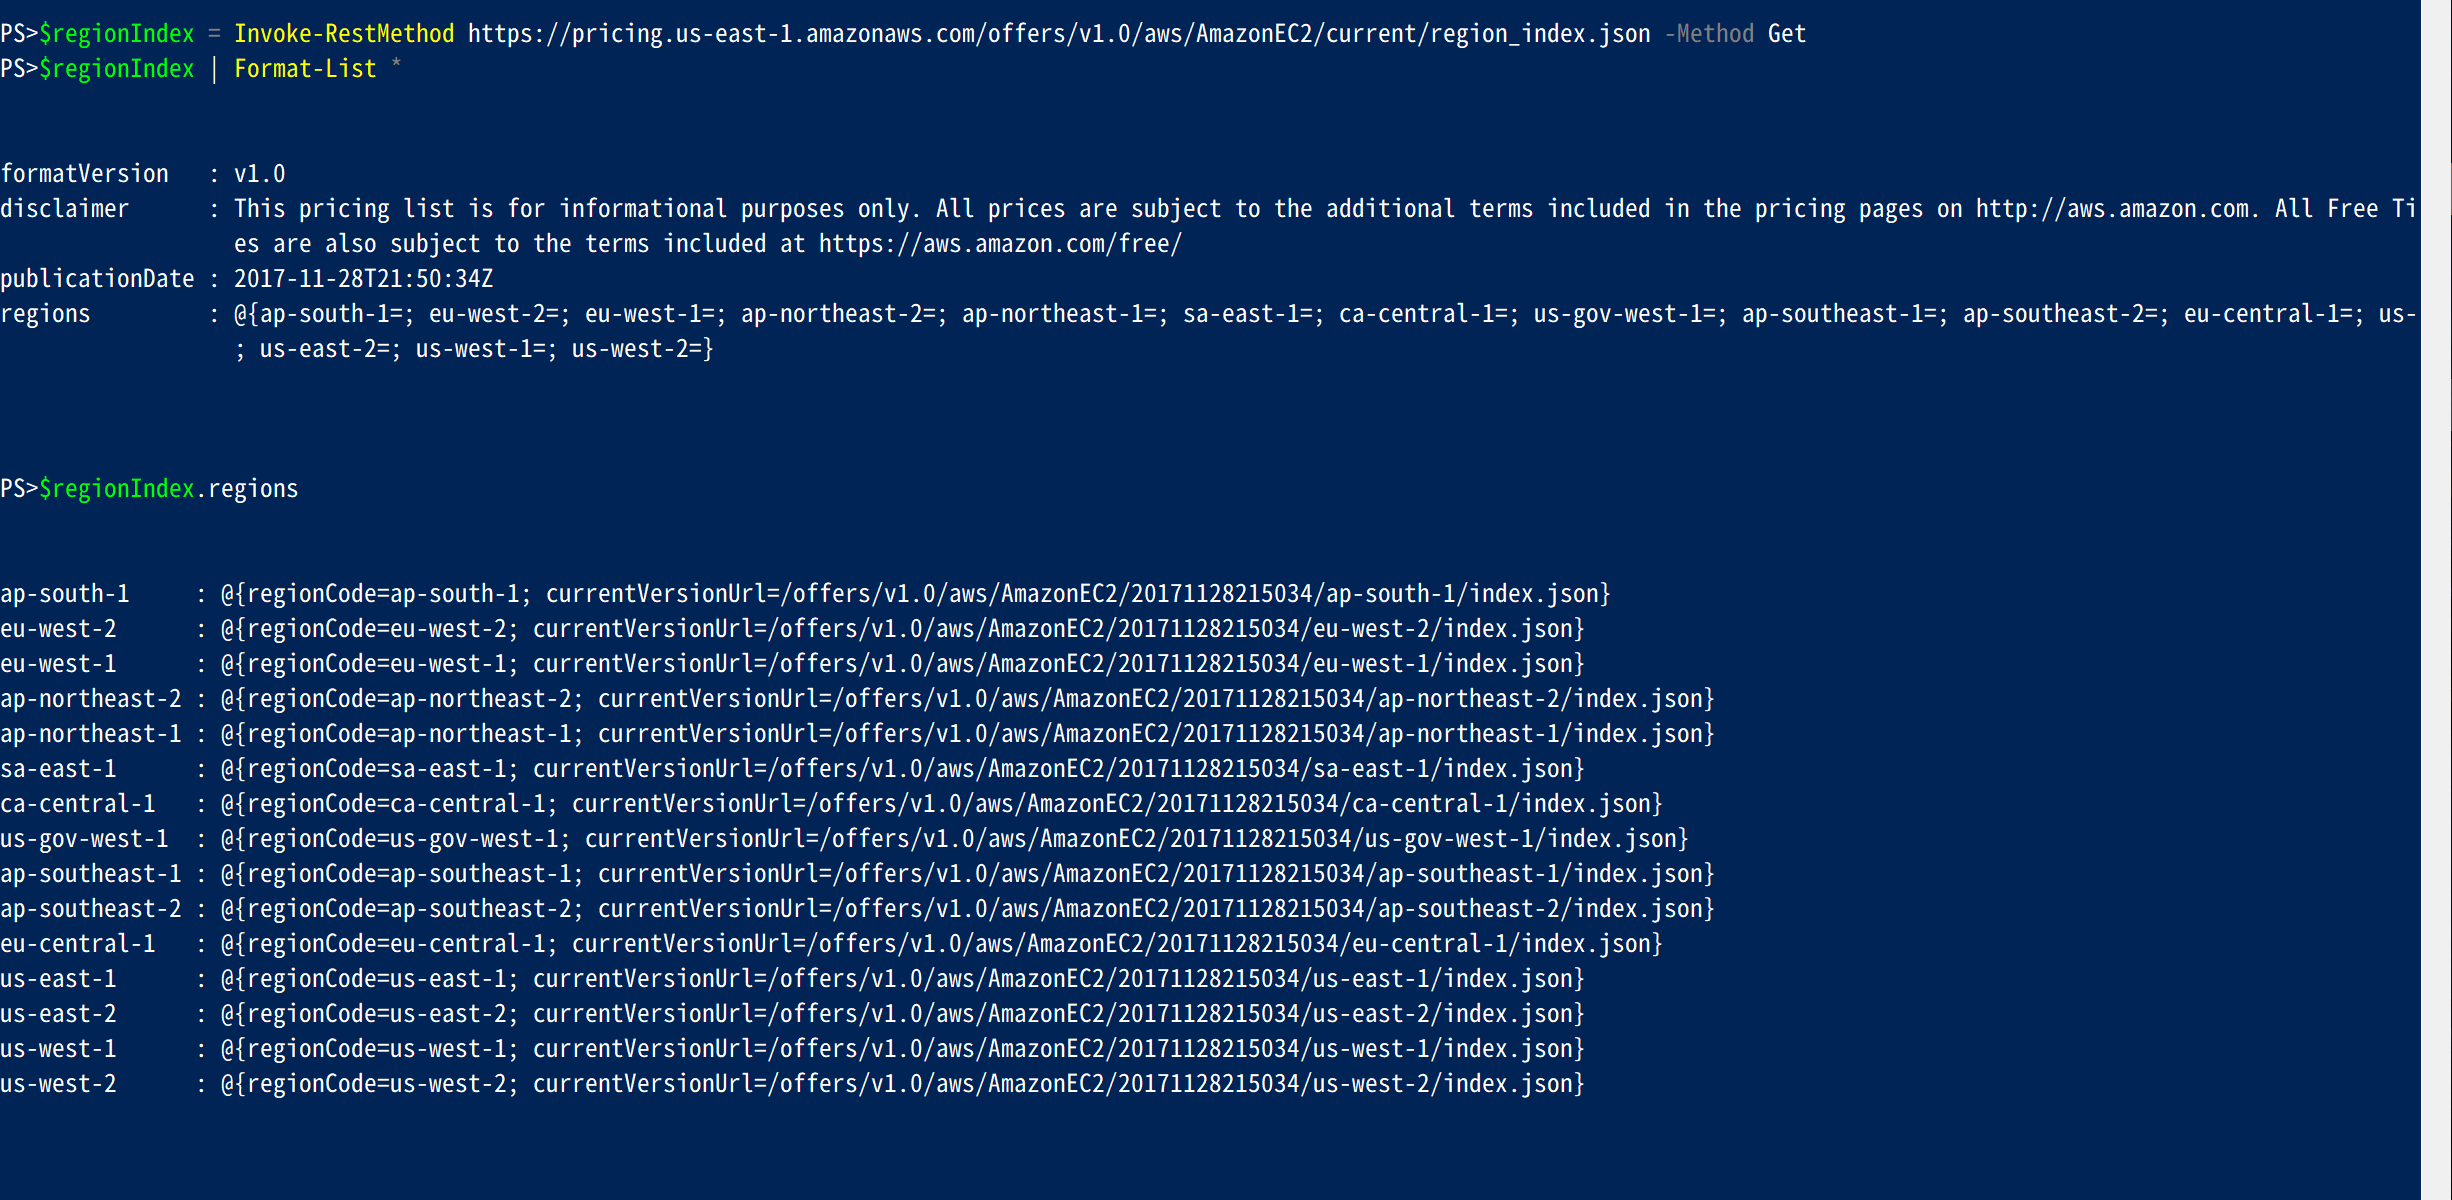 PS>$regionIndex = Invoke-RestMethod https://pricing.us-east-1.amazonaws.com/offers/v1.0/aws/AmazonEC2/current/region_index.json -Method Get
PS>$regionIndex | Format-List *
formatVersion   : v1.0
disclaimer      : This pricing list is for informational purposes only. All prices are subject to the additional terms included in the pricing pages on http://aws.amazon.com. All Free Ti
es are also subject to the terms included at https://aws.amazon.com/free/
publicationDate : 2017-11-28T21:50:34Z
regions         : @{ap-south-1=; eu-west-2=; eu-west-1=; ap-northeast-2=; ap-northeast-1=; sa-east-1=; ca-central-1=; us-gov-west-1=; ap-southeast-1=; ap-southeast-2=; eu-central-1=; us-
; us-east-2=; us-west-1=; us-west-2=}
PS>$regionIndex.regions
ap-south-1     : @{regionCode=ap-south-1; currentVersionUrl=/offers/v1.0/aws/AmazonEC2/20171128215034/ap-south-1/index.json}
eu-west-2      : @{regionCode=eu-west-2; currentVersionUrl=/offers/v1.0/aws/AmazonEC2/20171128215034/eu-west-2/index.json}
eu-west-1      : @{regionCode=eu-west-1; currentVersionUrl=/offers/v1.0/aws/AmazonEC2/20171128215034/eu-west-1/index.json}
ap-northeast-2 : @{regionCode=ap-northeast-2; currentVersionUrl=/offers/v1.0/aws/AmazonEC2/20171128215034/ap-northeast-2/index.json}
ap-northeast-1 : @{regionCode=ap-northeast-1; currentVersionUrl=/offers/v1.0/aws/AmazonEC2/20171128215034/ap-northeast-1/index.json}
sa-east-1      : @{regionCode=sa-east-1; currentVersionUrl=/offers/v1.0/aws/AmazonEC2/20171128215034/sa-east-1/index.json}
ca-central-1   : @{regionCode=ca-central-1; currentVersionUrl=/offers/v1.0/aws/AmazonEC2/20171128215034/ca-central-1/index.json}
us-gov-west-1  : @{regionCode=us-gov-west-1; currentVersionUrl=/offers/v1.0/aws/AmazonEC2/20171128215034/us-gov-west-1/index.json}
ap-southeast-1 : @{regionCode=ap-southeast-1; currentVersionUrl=/offers/v1.0/aws/AmazonEC2/20171128215034/ap-southeast-1/index.json}
ap-southeast-2 : @{regionCode=ap-southeast-2; currentVersionUrl=/offers/v1.0/aws/AmazonEC2/20171128215034/ap-southeast-2/index.json}
eu-central-1   : @{regionCode=eu-central-1; currentVersionUrl=/offers/v1.0/aws/AmazonEC2/20171128215034/eu-central-1/index.json}
us-east-1      : @{regionCode=us-east-1; currentVersionUrl=/offers/v1.0/aws/AmazonEC2/20171128215034/us-east-1/index.json}
us-east-2      : @{regionCode=us-east-2; currentVersionUrl=/offers/v1.0/aws/AmazonEC2/20171128215034/us-east-2/index.json}
us-west-1      : @{regionCode=us-west-1; currentVersionUrl=/offers/v1.0/aws/AmazonEC2/20171128215034/us-west-1/index.json}
us-west-2      : @{regionCode=us-west-2; currentVersionUrl=/offers/v1.0/aws/AmazonEC2/20171128215034/us-west-2/index.json}